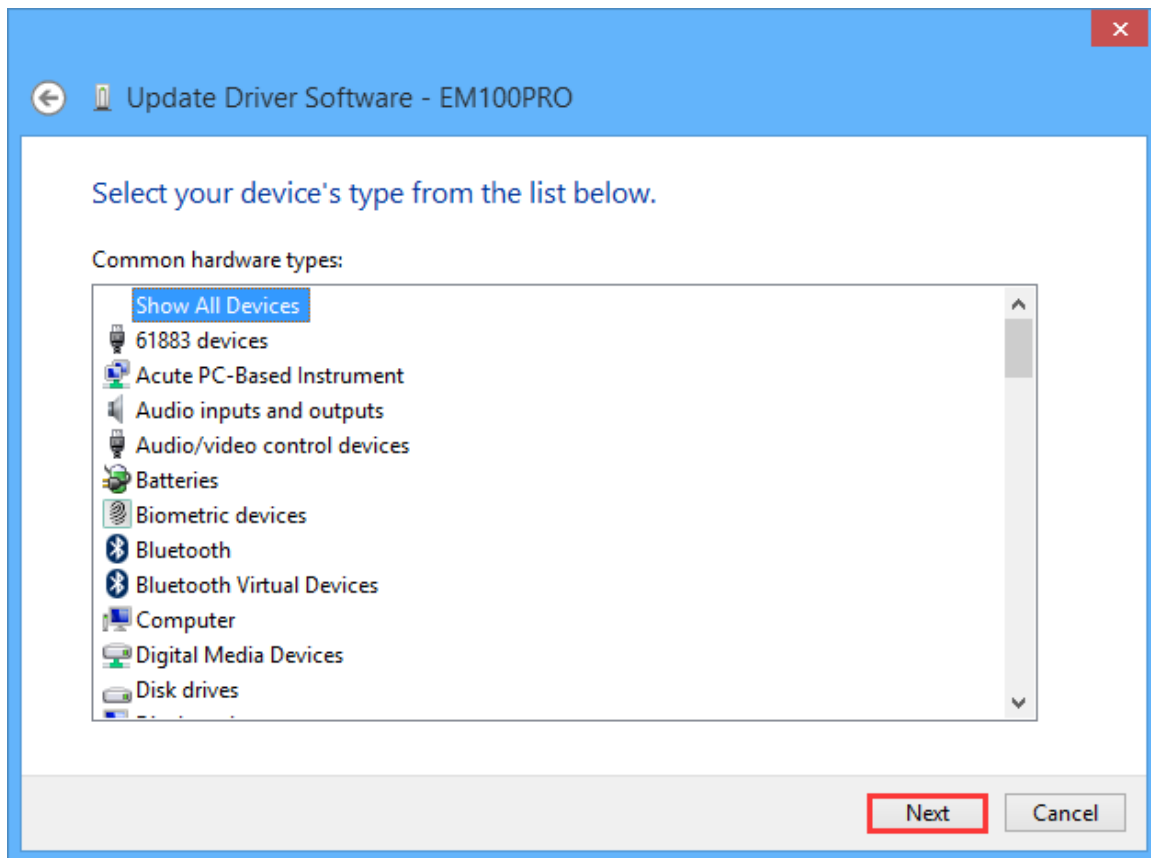 Update Driver Software - EM100PRO
Select your device's type from the list below.
Common hardware types:
Show All Devices
61883 devices
Acute PC-Based Instrument
Audio inputs and outputs
Audio/video control devices
Batteries
Biometric devices
Bluetooth
Bluetooth Virtual Devices
Computer
Digital Media Devices
Disk drives
Next Cancel